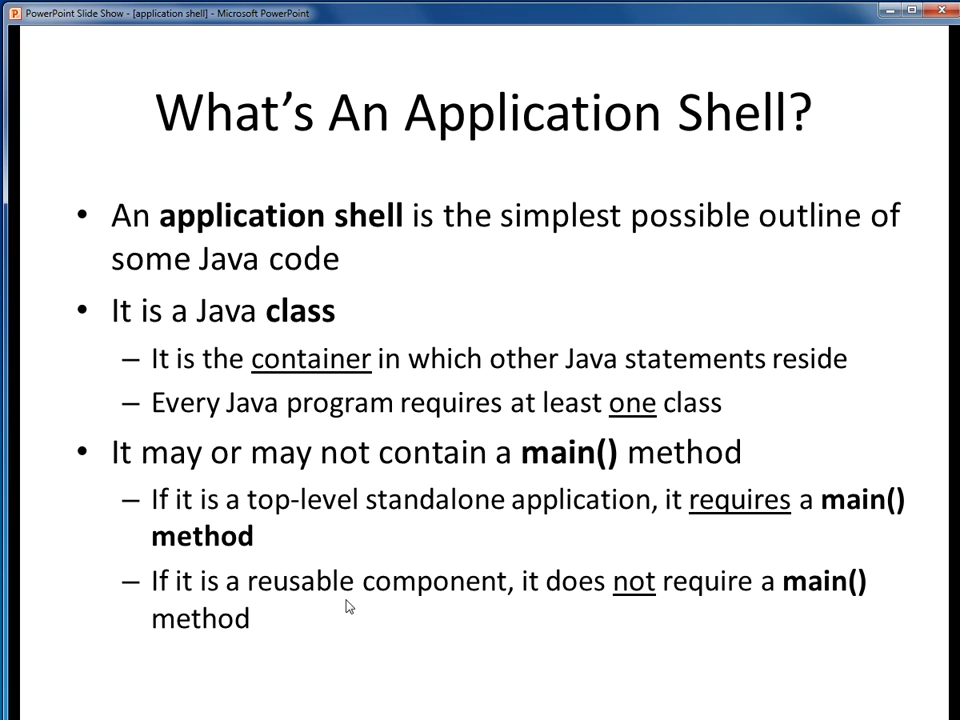 PowerPoint Slide Show - [application shell] - Microsoft PowerPoint
What’s An Application Shell?
• An application shell is the simplest possible outline of
some Java code
• It is a Java class
– It is the container in which other Java statements reside
– Every Java program requires at least one class
• It may or may not contain a main() method
– If it is a top-level standalone application, it requires a main()
method
– If it is a reusable component, it does not require a main()
method